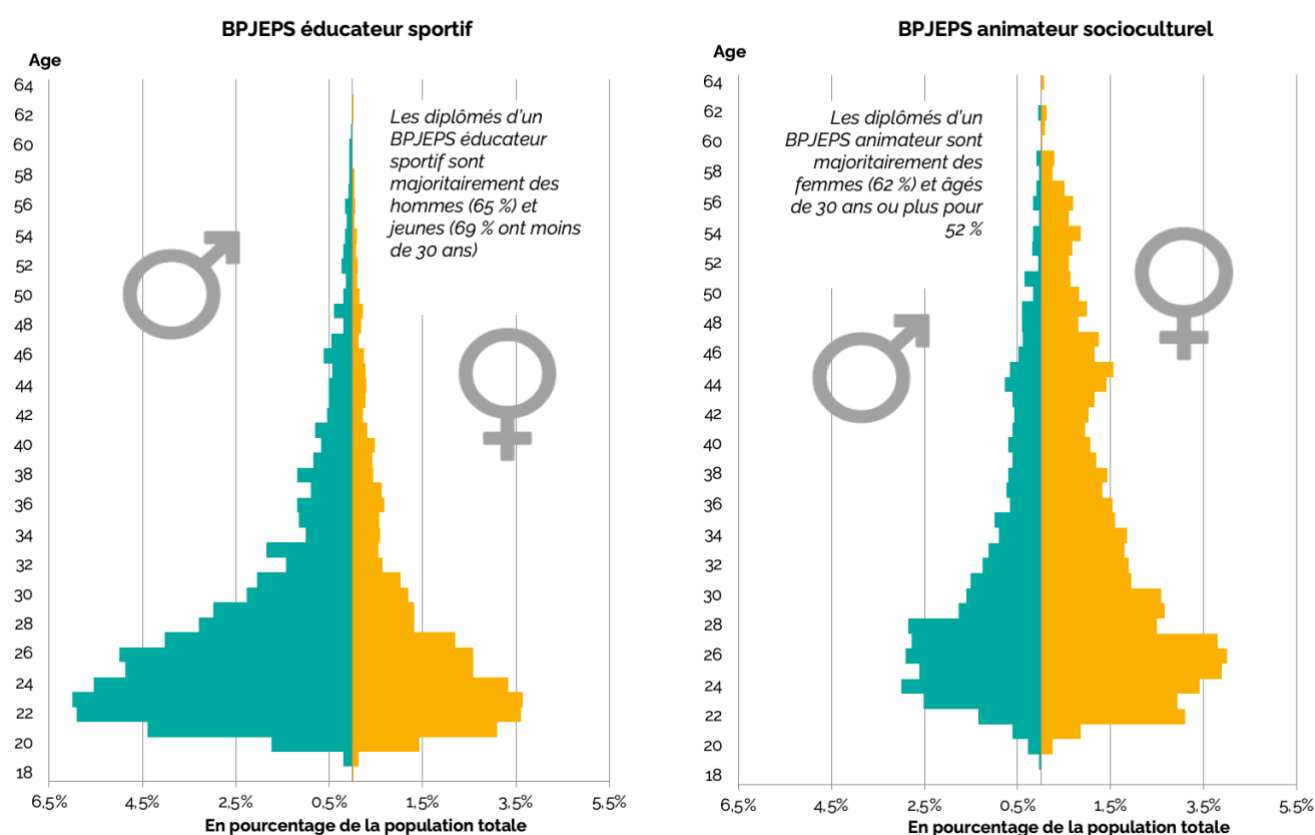 BPJEPS éducateur sportif
Age
64
62
60
58
56
54
52
50
48
46
44
42
40
38
36
34
32
30
28
26
24
22
20
18
Les diplômés d'un
BPJEPS éducateur
sportif sont
majoritairement des
hommes (65 %) et
jeunes (69 % ont moins
de 30 ans)
6,5% 4.5% 2.5% 0.5% 1.5% 3.5% 5.5%
En pourcentage de la population totale
BPJEPS animateur socioculturel
Age
64
62
60
58
56
54
52
50
48
46
44
42
40
38
36
34
32
30
28
26
24
22
20
18
Les diplômés d'un
BPJEPS animateur sont
majoritairement des
femmes (62 %) et âgés
de 30 ans ou plus pour
52 %
6,5% 4.5% 2.5% 0.5% 1.5% 3.5% 5.5%
En pourcentage de la population totale